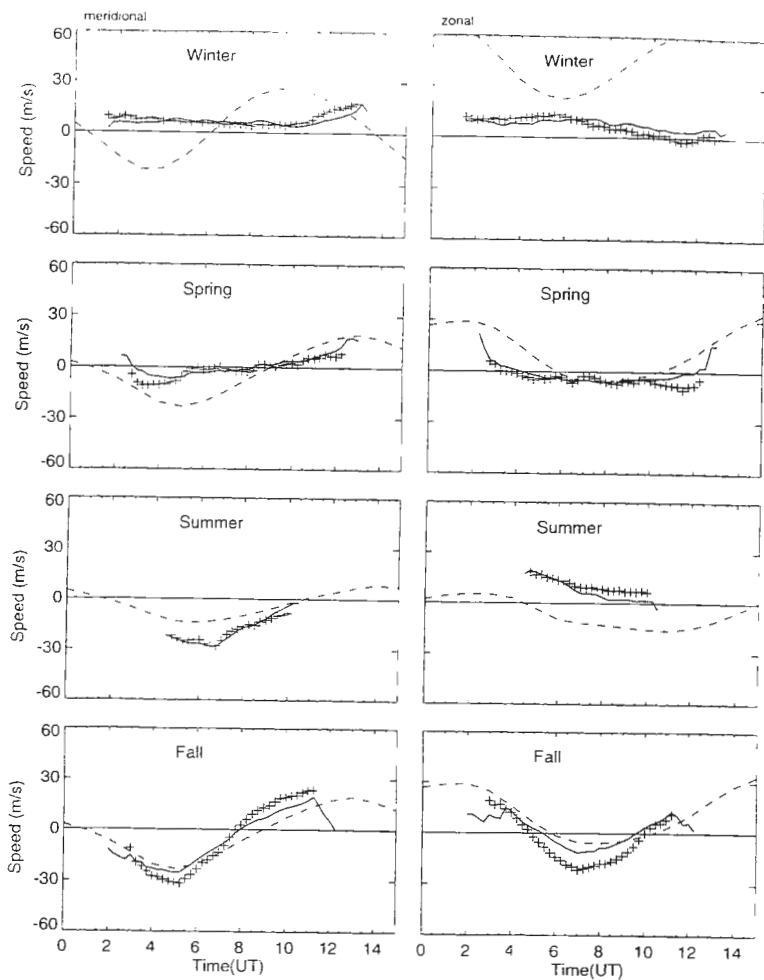 meridional
zonal
60
30
0
-30
-60
Speed (m/s)
Winter
Winter
60
30
0
-30
-60
Speed (m/s)
Spring
Spring
60
30
0
-30
-60
Speed (m/s)
Summer
Summer
60
30
0
-30
-60
Speed (m/s)
Fall
Fall
0 2 4 6 8 10 12 14
0 2 4 6 8 10 12 14
Time(UT)
Time(UT)